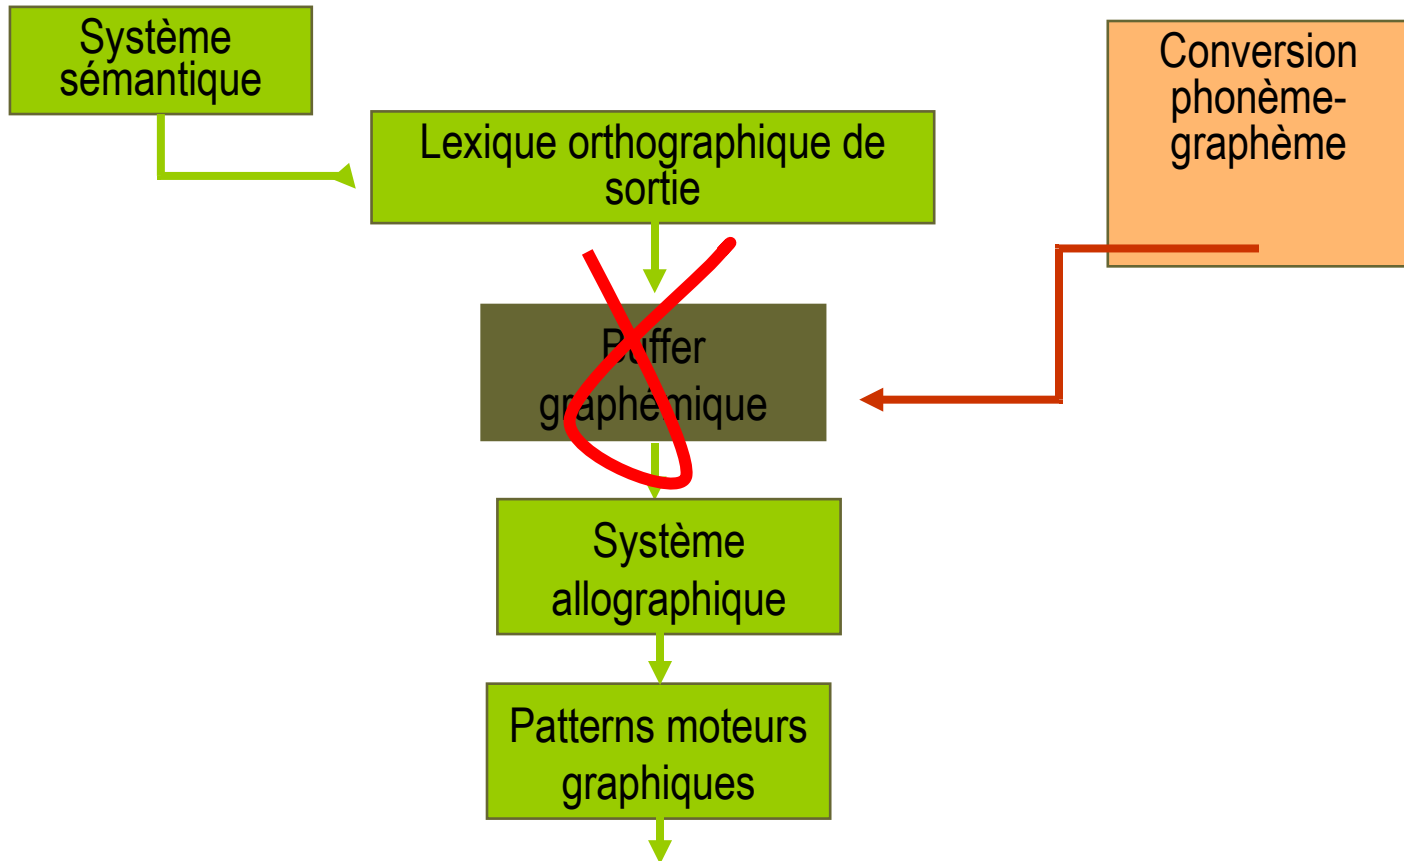 Système
sémantique
Conversion
phonème-
graphème
Lexique orthographique de
sortie
Buffer
graphémique
Système
allographique
Patterns moteurs
graphiques